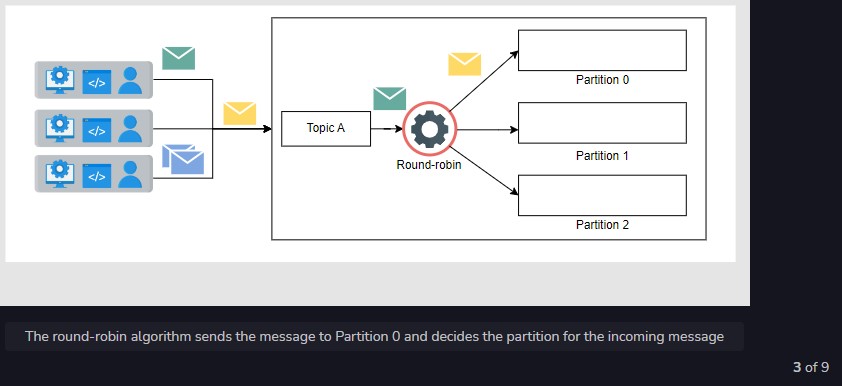 </>
</>
</>
Topic A
Round-robin
Partition 0
Partition 1
Partition 2
The round-robin algorithm sends the message to Partition 0 and decides the partition for the incoming message
3 of 9